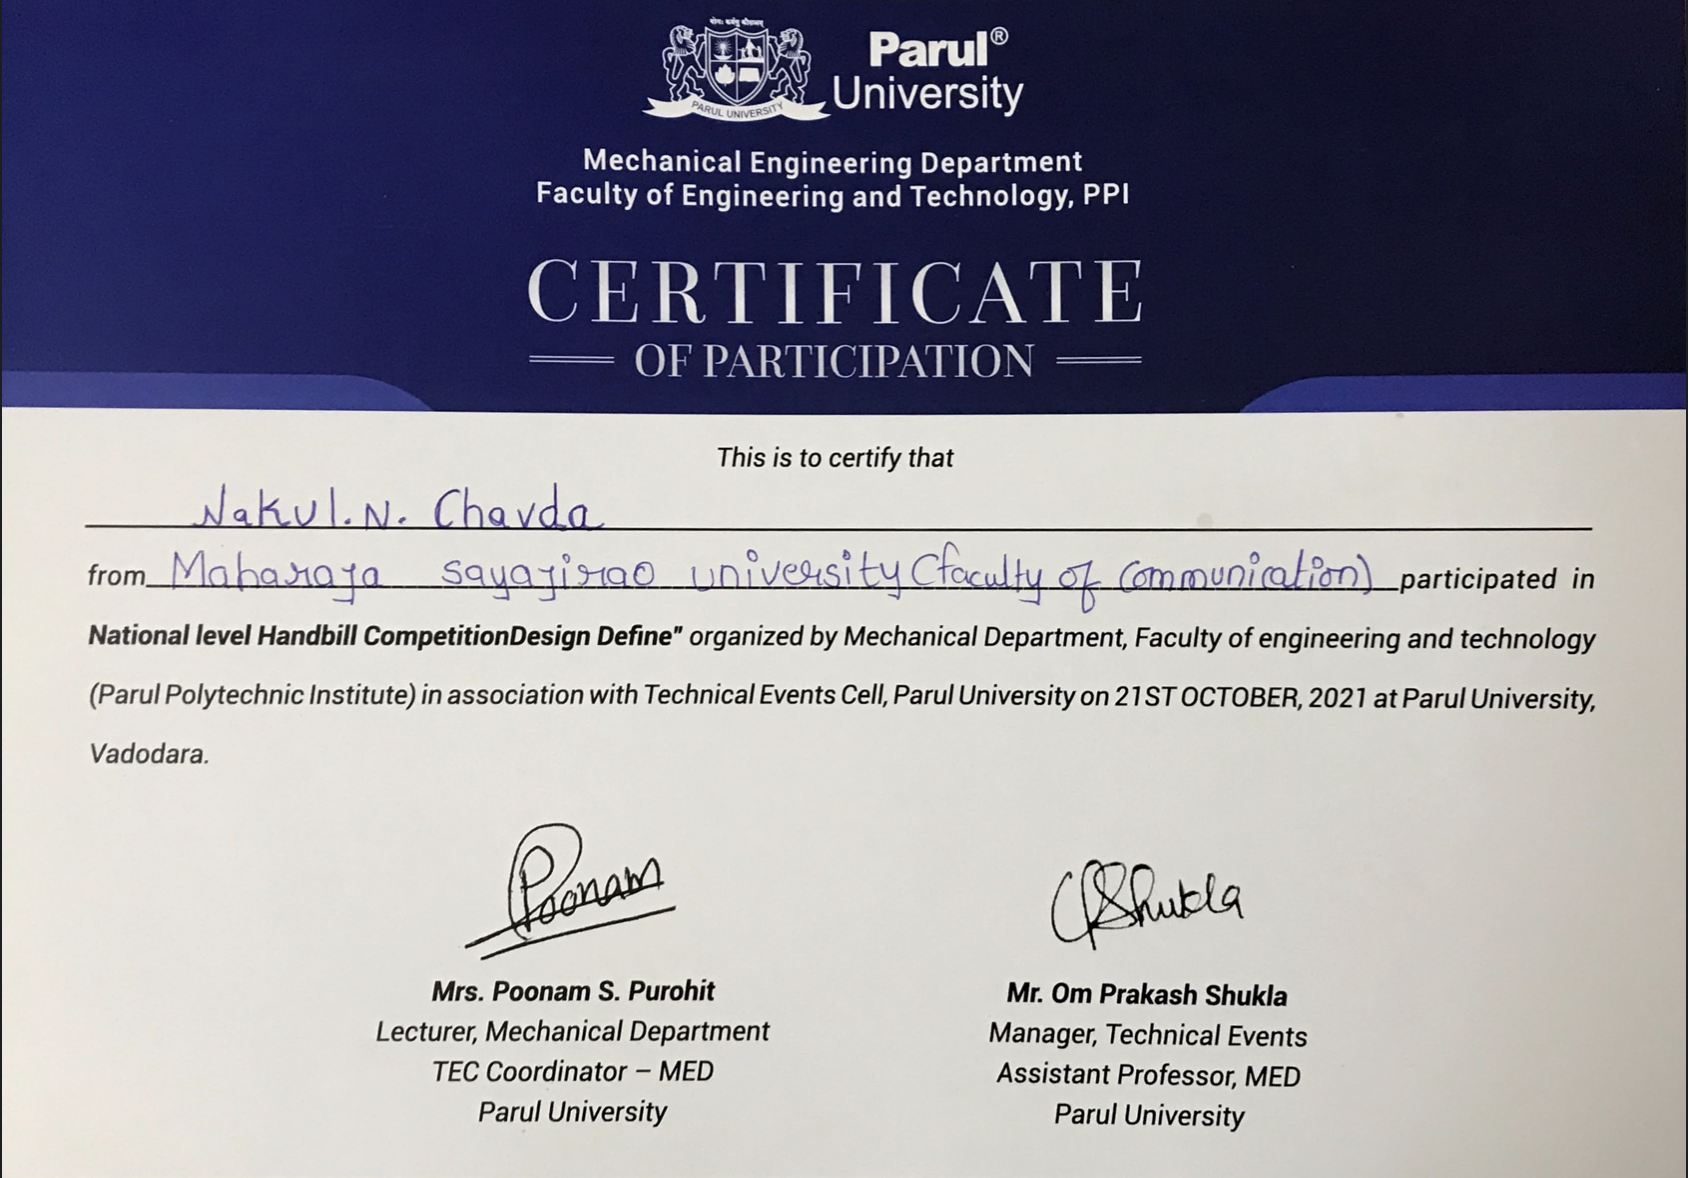 योगः कर्मसु कौशलम्
PARUL UNIVERSITY
Parul®
University
Mechanical Engineering Department
Faculty of Engineering and Technology, PPI
CERTIFICATE
OF PARTICIPATION
This is to certify that
Nakul. N. Chavda
from Maharaja sayajirao university (faculty of Communication) participated in
National level Handbill CompetitionDesign Define" organized by Mechanical Department, Faculty of engineering and technology
(Parul Polytechnic Institute) in association with Technical Events Cell, Parul University on 21ST OCTOBER, 2021 at Parul University,
Vadodara.
Poonam
OPShukla
Mrs. Poonam S. Purohit
Lecturer, Mechanical Department
TEC Coordinator – MED
Parul University
Mr. Om Prakash Shukla
Manager, Technical Events
Assistant Professor, MED
Parul University